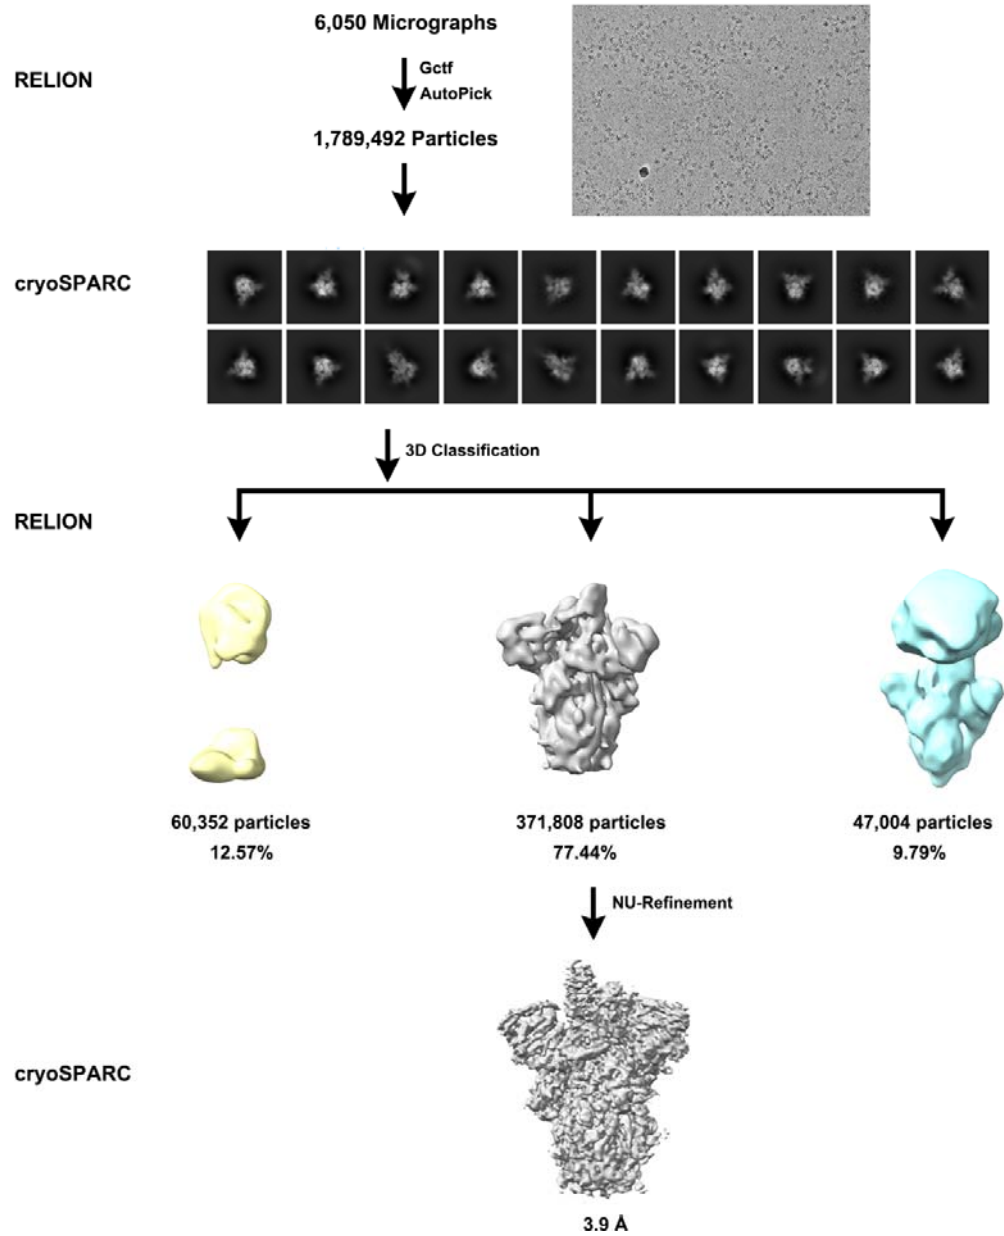 6,050 Micrographs
RELION
Gctf
AutoPick
1,789,492 Particles
cryoSPARC
3D Classification
RELION
60,352 particles
371,808 particles
47,004 particles
12.57%
77.44%
9.79%
NU-Refinement
cryoSPARC
3.9 Å